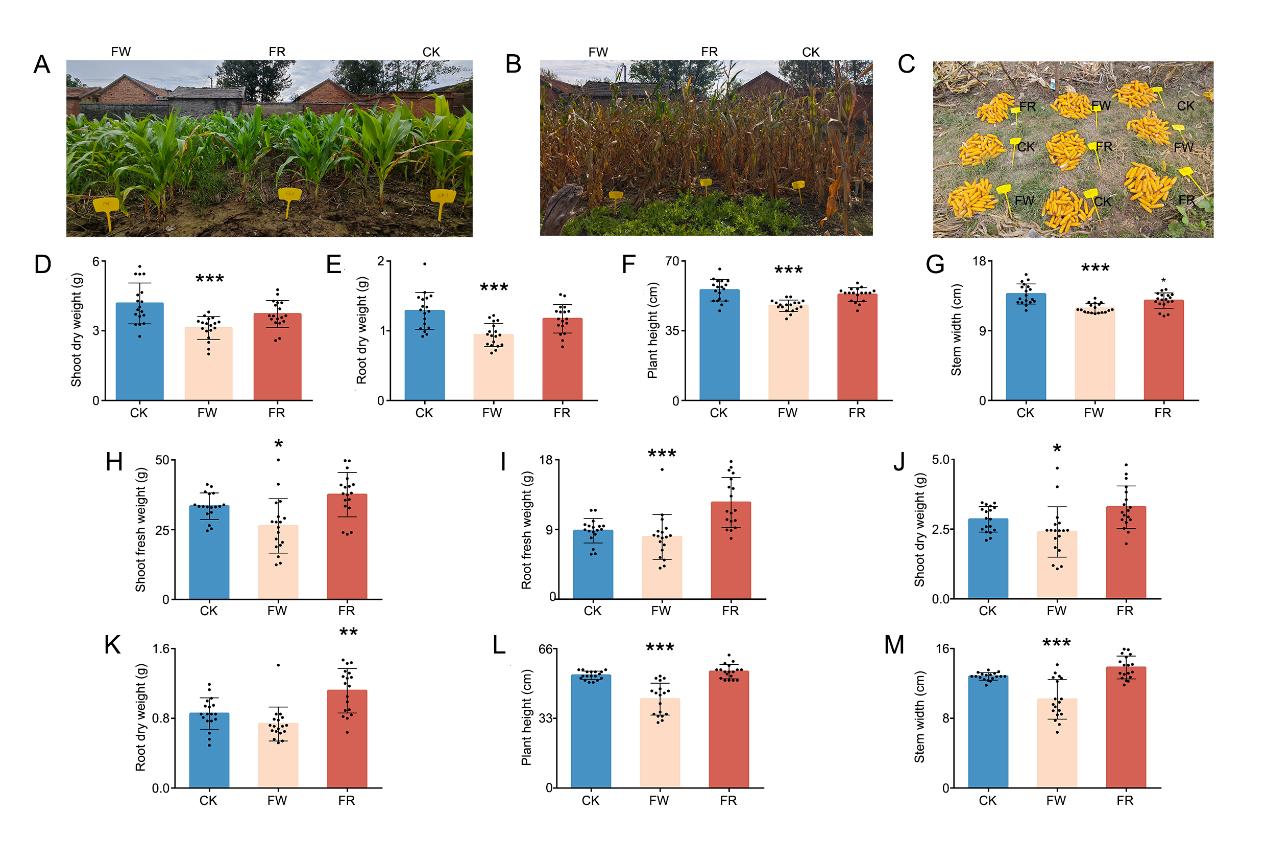 FW FR CK
FW FR CK
A
B
C
FR FW CK
CK FR FW
FW CK FR
D
Shoot dry weight (g)
6
3
0
***
CK FW FR
E
Root dry weight (g)
2
1
0
***
CK FW FR
F
Plant height (cm)
70
35
0
***
CK FW FR
G
Stem width (cm)
18
9
0
***
*
CK FW FR
H
Shoot fresh weight (g)
50
25
0
*
CK FW FR
I
Root fresh weight (g)
18
9
0
***
CK FW FR
J
Shoot dry weight (g)
5.0
2.5
0.0
*
CK FW FR
K
Root dry weight (g)
1.6
0.8
0.0
**
CK FW FR
L
Plant height (cm)
66
33
0
***
CK FW FR
M
Stem width (cm)
16
8
0
***
CK FW FR